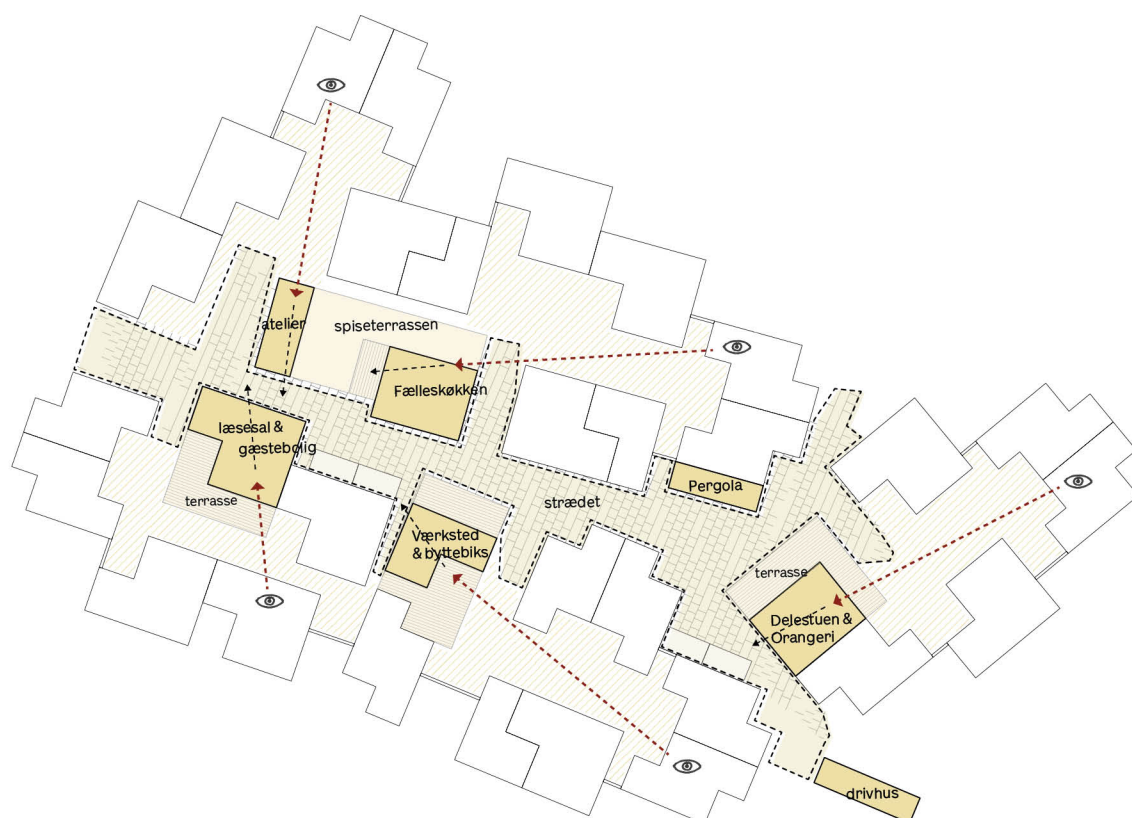 atelier
spiseterrassen
Fælleskøkken
læsesal &
gæstebolig
terrasse
Værksted
& byttebiks
strædet
Pergola
terrasse
Delestuen &
Orangeri
drivhus